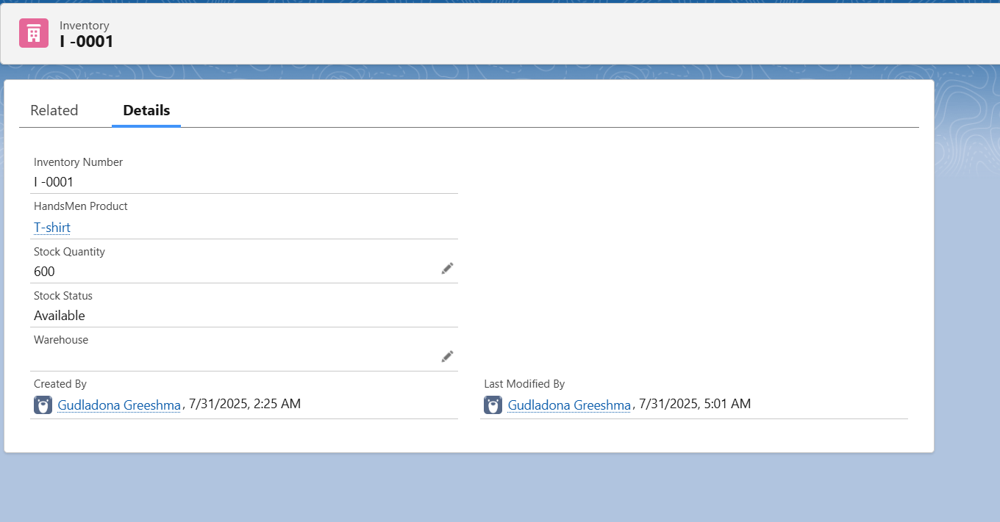 Inventory
I -0001
Related Details
Inventory Number
I -0001
HandsMen Product
T-shirt
Stock Quantity
600
Stock Status
Available
Warehouse
Created By
Gudladona Greeshma, 7/31/2025, 2:25 AM
Last Modified By
Gudladona Greeshma, 7/31/2025, 5:01 AM